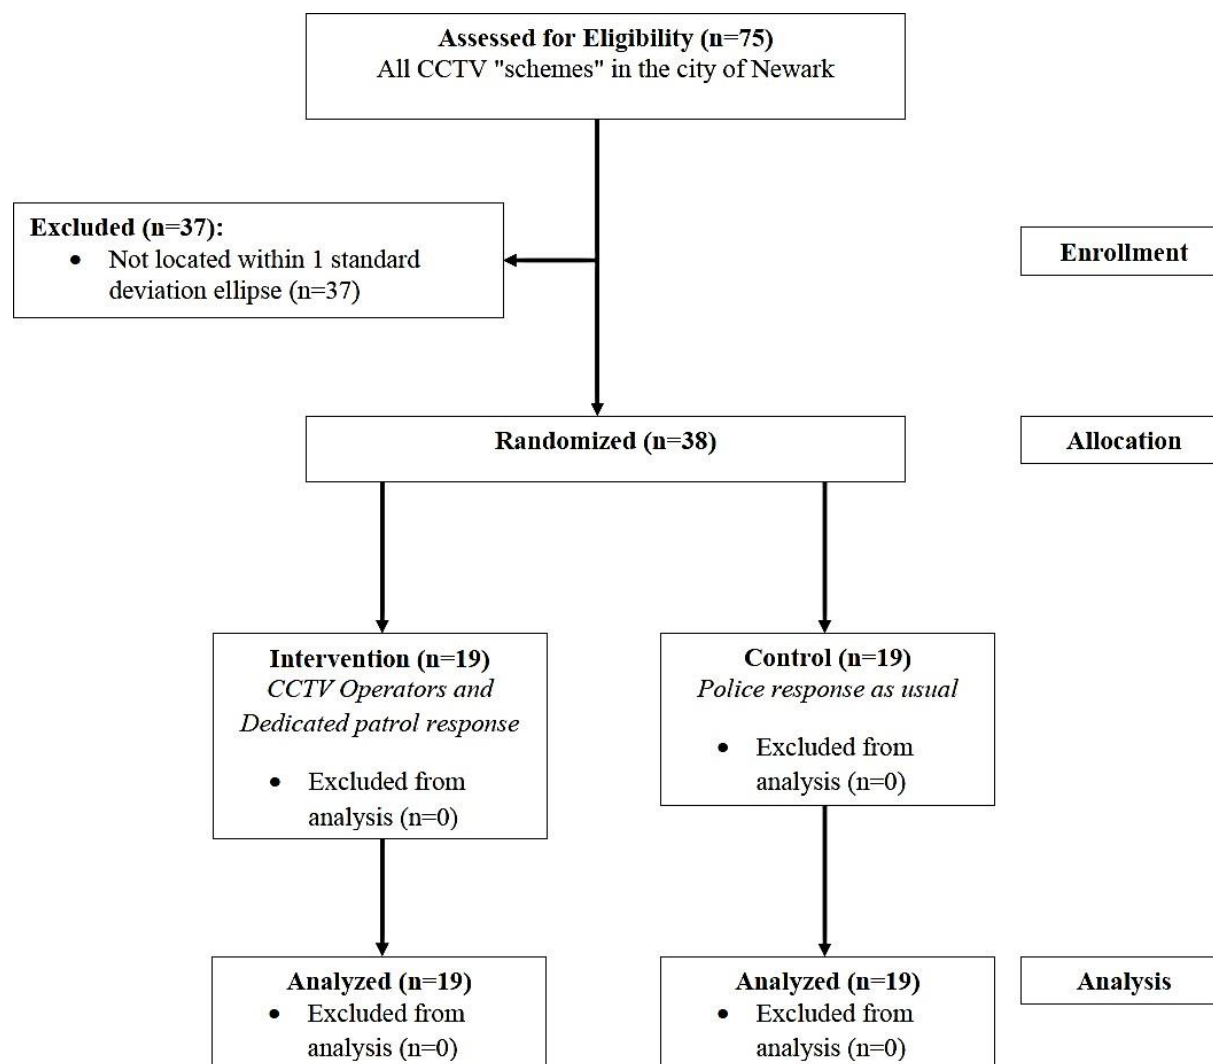 Assessed for Eligibility (n=75)
All CCTV "schemes" in the city of Newark
Excluded (n=37):
• Not located within 1 standard
deviation ellipse (n=37)
Enrollment
Randomized (n=38)
Allocation
Intervention (n=19)
CCTV Operators and
Dedicated patrol response
• Excluded from
analysis (n=0)
Control (n=19)
Police response as usual
• Excluded from
analysis (n=0)
Analyzed (n=19)
• Excluded from
analysis (n=0)
Analyzed (n=19)
• Excluded from
analysis (n=0)
Analysis